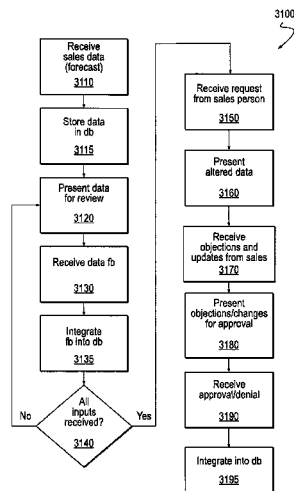 3100
Receive
sales data
(forecast)
3110
Store data
in db
3115
Present data
for review
3120
Receive data fb
3130
Integrate
fb into db
3135
All
inputs
received?
3140
No
Yes
Receive request
from sales person
3150
Present
altered data
3160
Receive
objections and
updates from sales
3170
Present
objections/changes
for approval
3180
Receive
approval/denial
3190
Integrate into db
3195